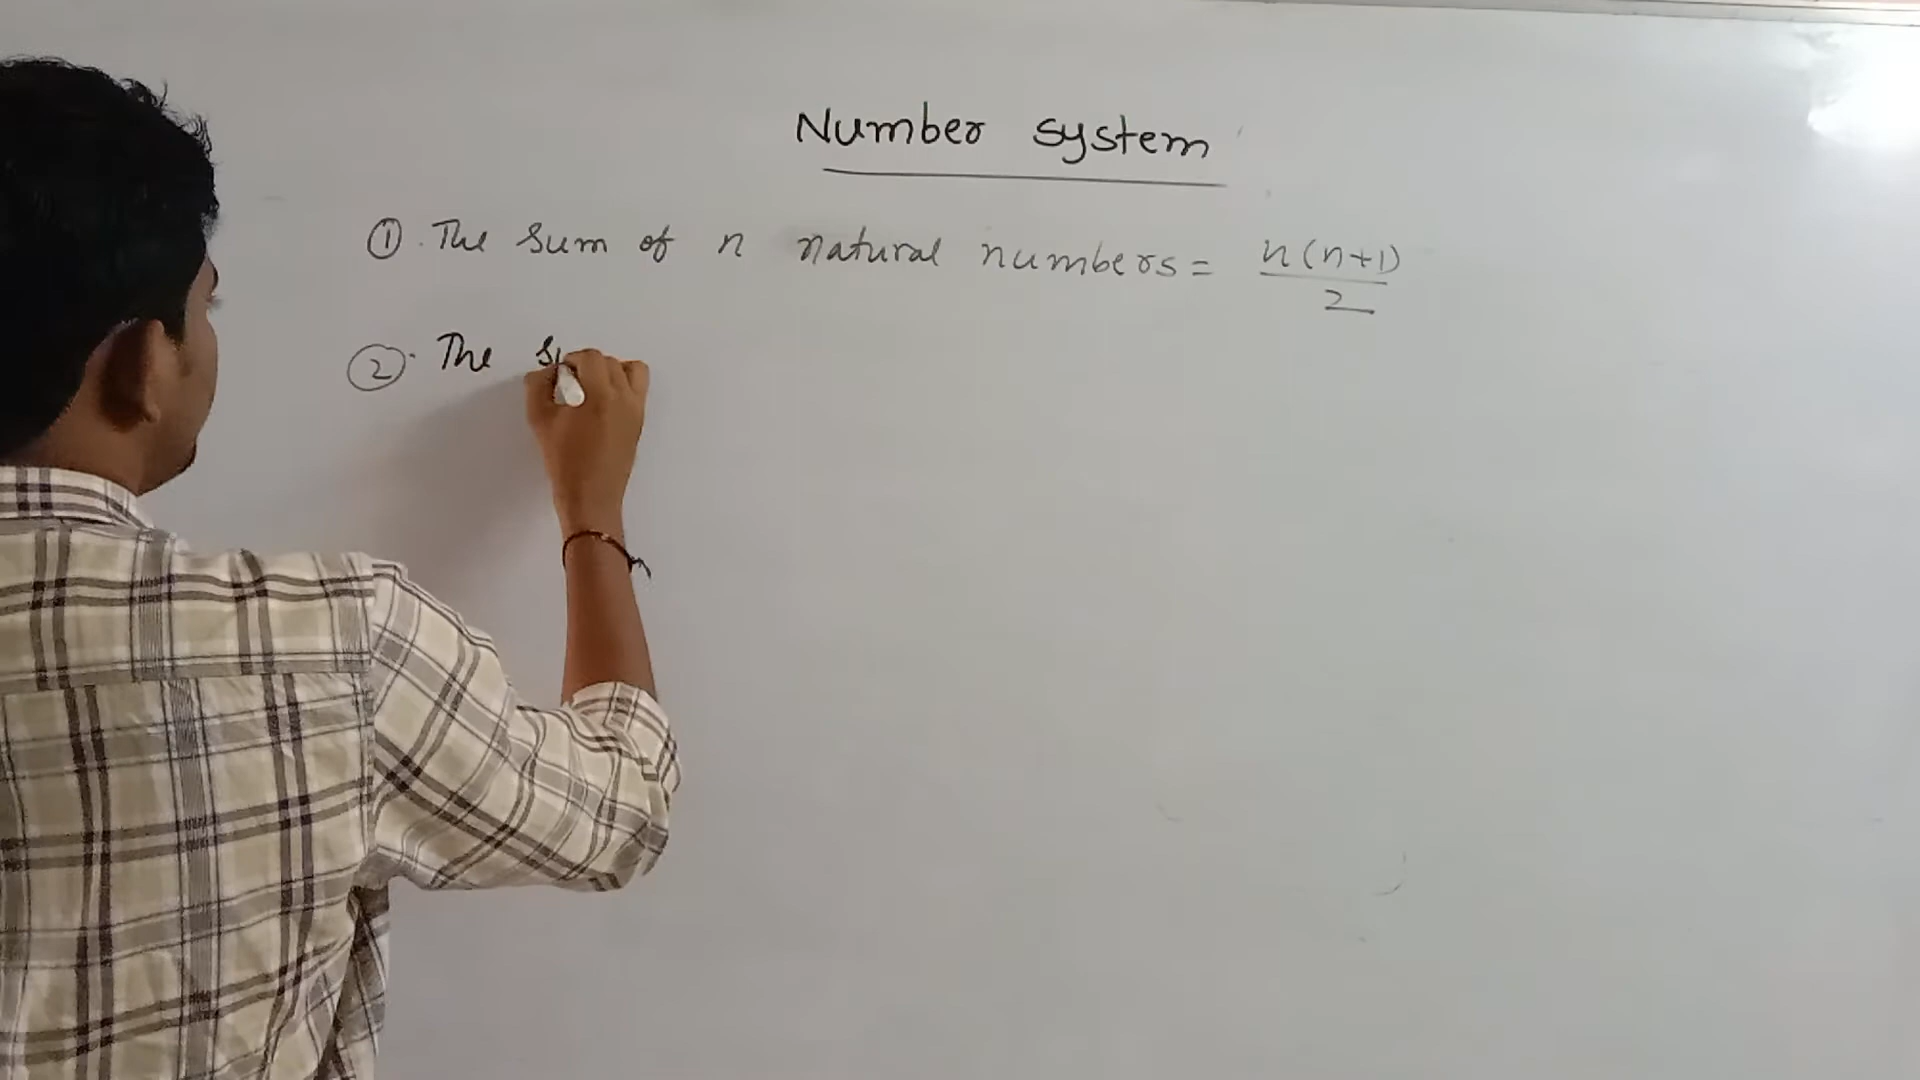 Number system
① . The sum of n natural numbers = n(n+1)/2
②. The